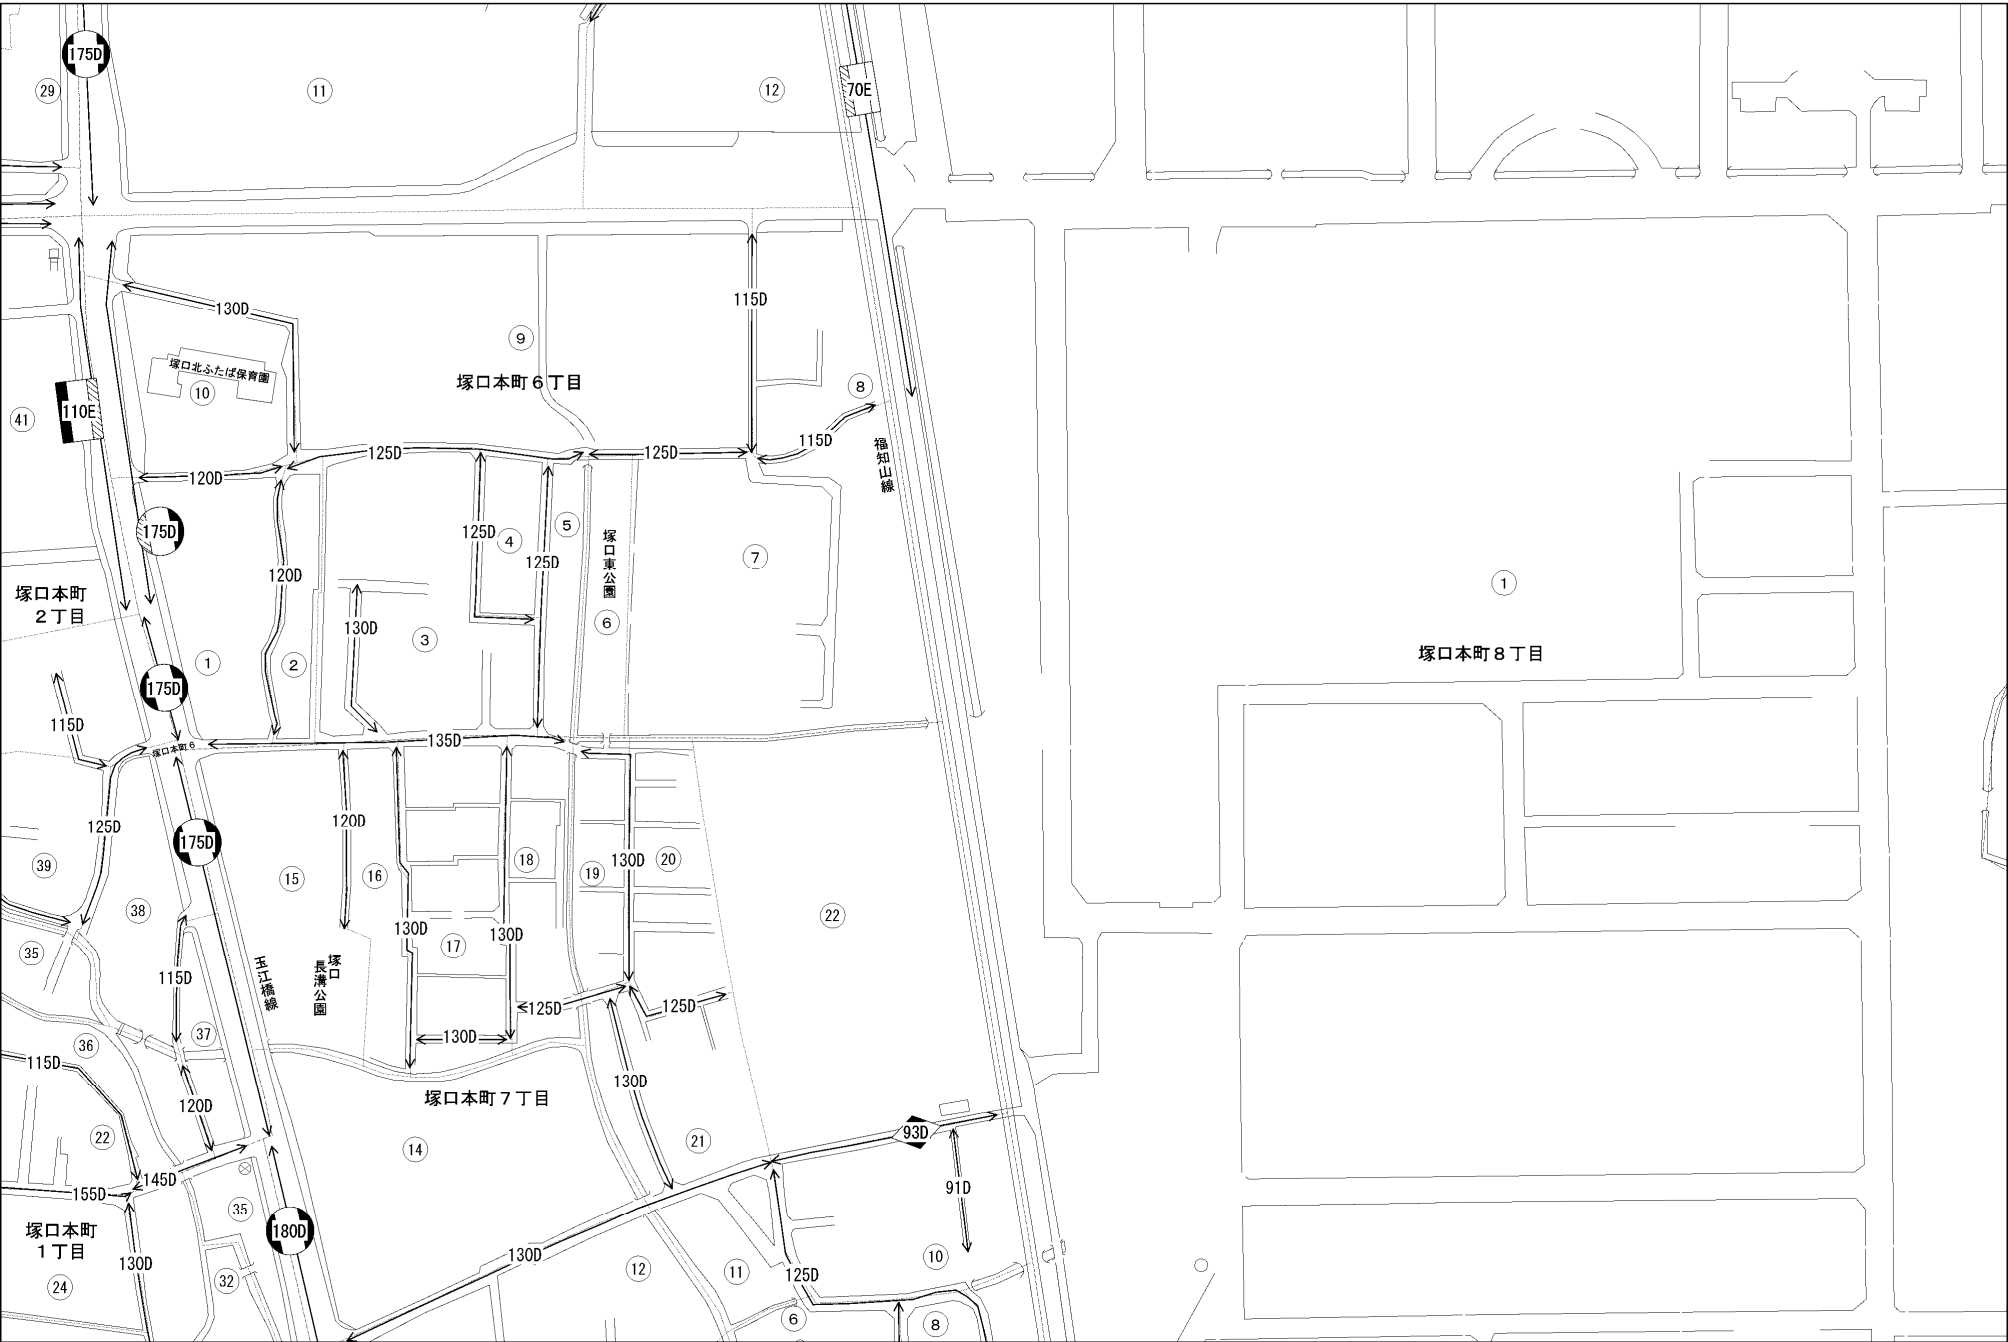 175D
29
11
12
70E
130D
115D
塚口北ふたば保育園
10
9
塚口本町６丁目
8
41
110E
115D
125D
125D
120D
福知山線
175D
125D
4
5
125D
塚口東公園
7
120D
1
塚口本町
２丁目
130D
3
6
1
2
塚口本町８丁目
175D
115D
塚口本町６
135D
125D
120D
175D
39
15
16
18
130D
20
19
38
22
130D
130D
17
35
115D
玉江橋線
塚口
長溝公園
125D
125D
37
36
130D
115D
130D
塚口本町７丁目
120D
22
14
21
93D
145D
155D
91D
35
塚口本町
１丁目
180D
130D
130D
12
11
10
125D
24
32
6
8